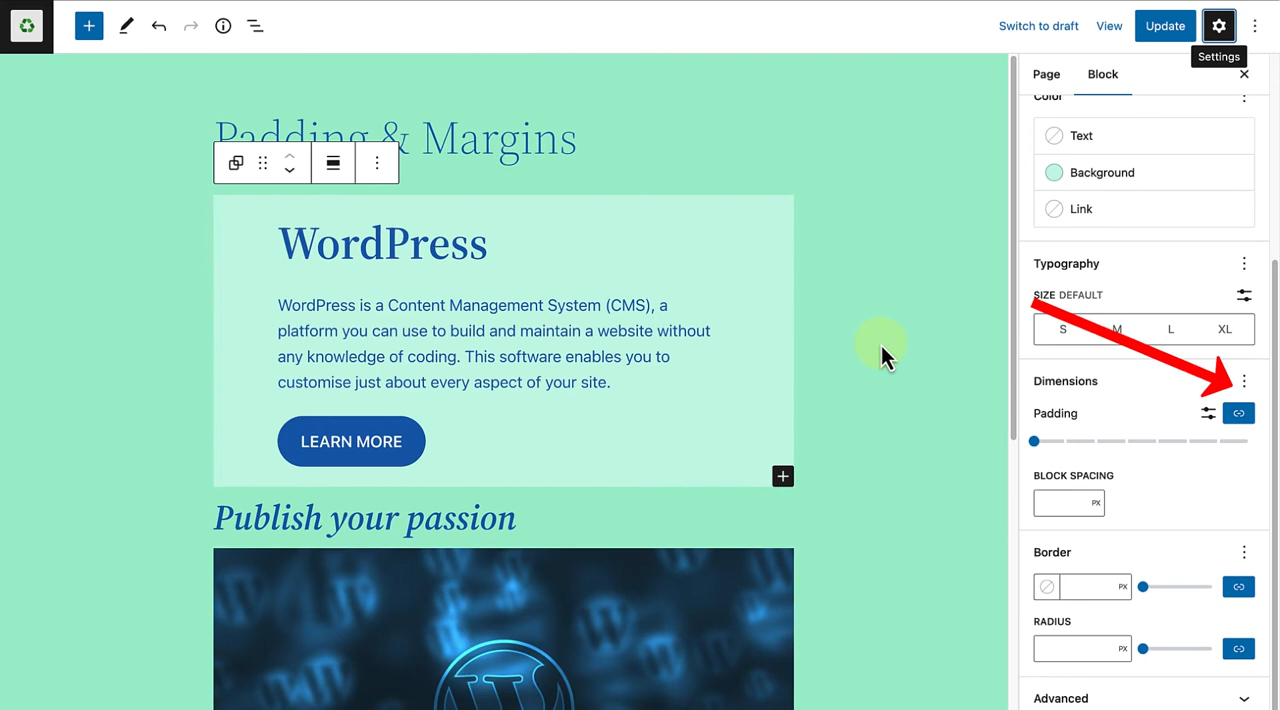 Switch to draft
View
Update
Settings
Page
Block
Padding & Margins
WordPress
WordPress is a Content Management System (CMS), a
platform you can use to build and maintain a website without
any knowledge of coding. This software enables you to
customise just about every aspect of your site.
LEARN MORE
Publish your passion
Color
Text
Background
Link
Typography
SIZE DEFAULT
S M L XL
Dimensions
Padding
BLOCK SPACING
PX
Border
PX
RADIUS
PX
Advanced